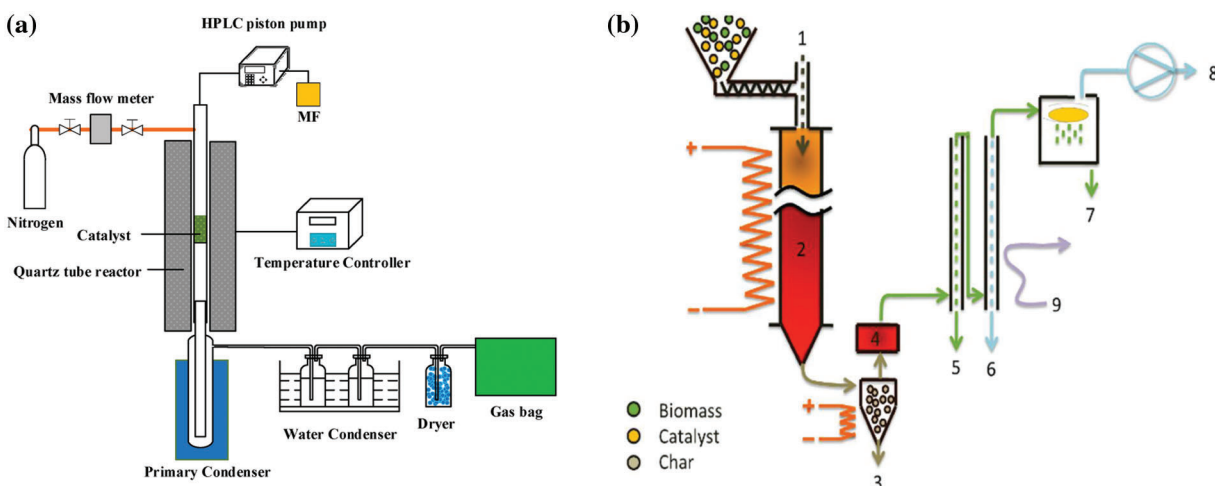 (a)
HPLC piston pump
MF
Mass flow meter
Nitrogen
Catalyst
Quartz tube reactor
Temperature Controller
Water Condenser
Dryer
Gas bag
Primary Condenser
(b)
1
2
3
4
5
6
7
8
9
+
−
+
−
Biomass
Catalyst
Char